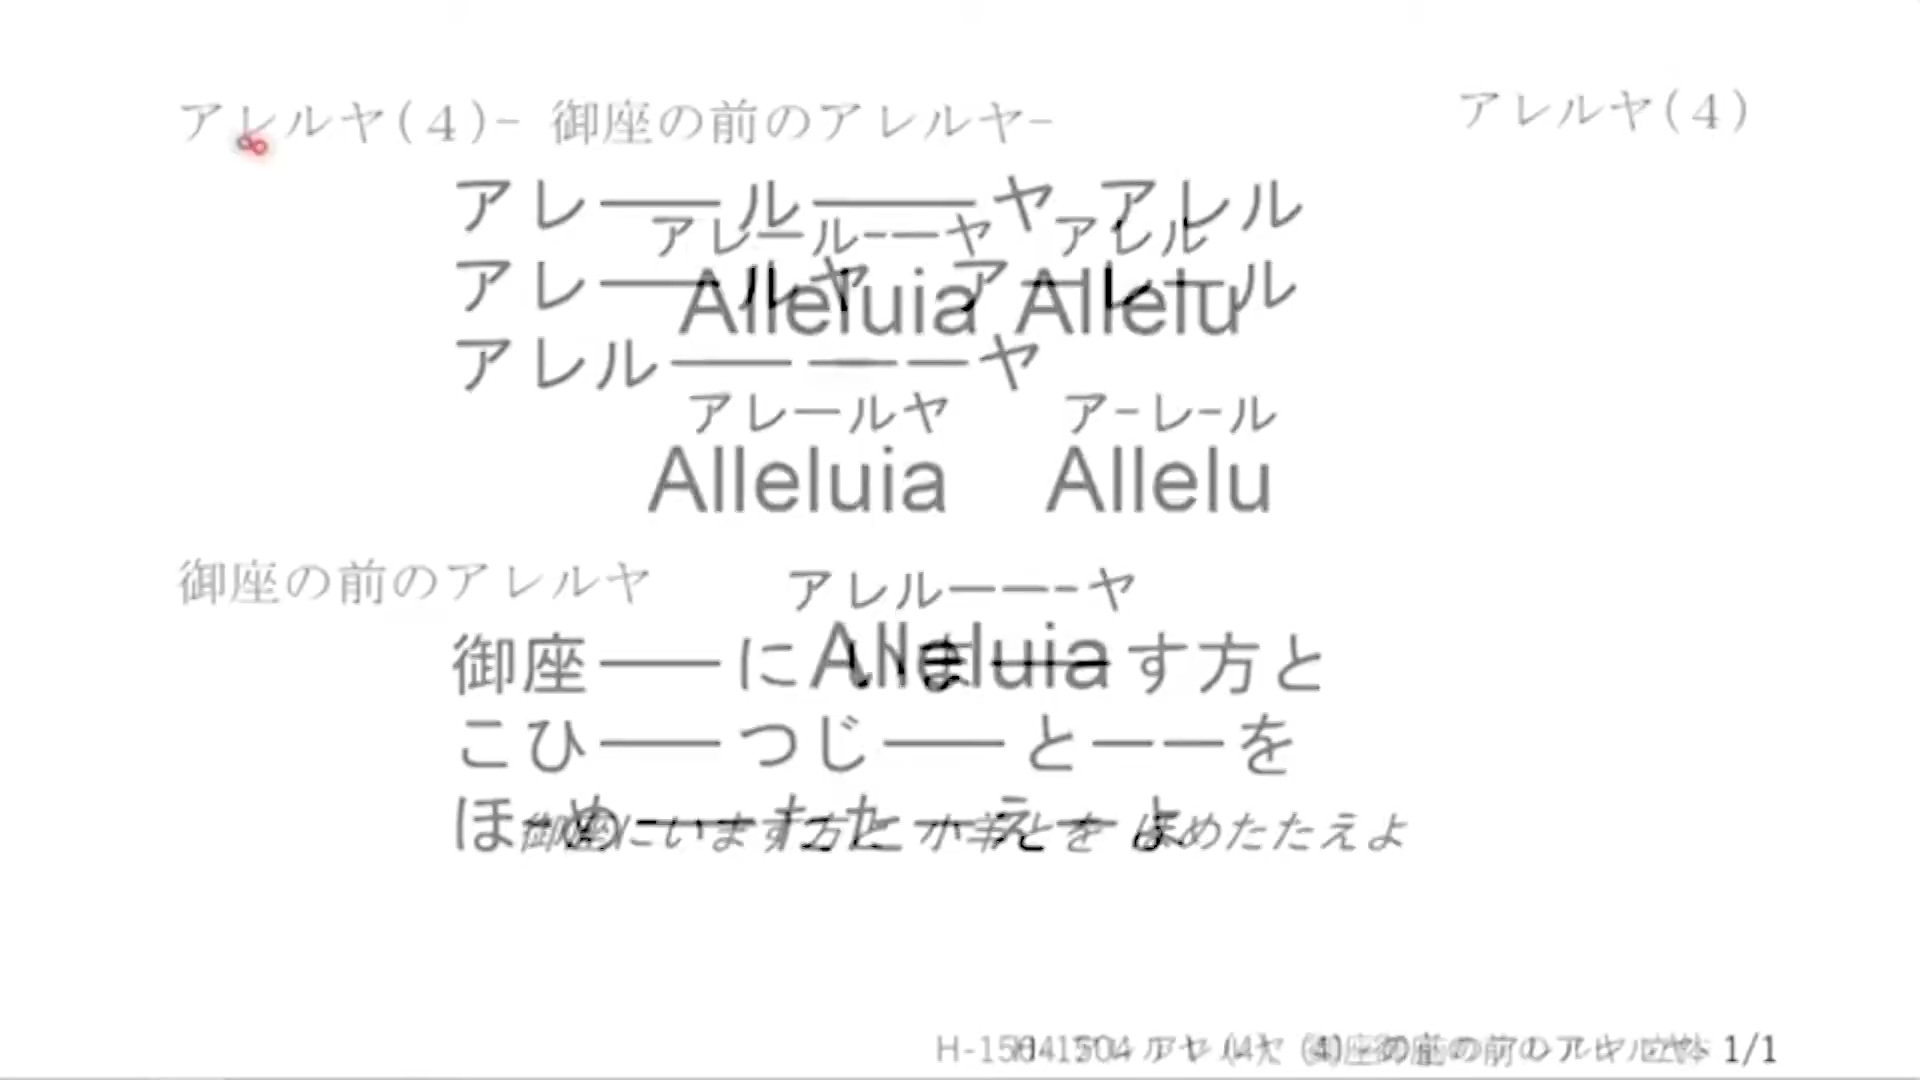 アレルヤ(4)- 御座の前のアレルヤ-
アレルヤ(4)
アレ――ル―――ヤ アレル
アレ―ル-―ヤ アレル
Alleluia Allelu
アレ――ルヤ ア―レ―ル
アレル―― ――ヤ
アレ―ルヤ ア-レ-ル
Alleluia Allelu
御座の前のアレルヤ
アレル――-ヤ
Alleluia
御座――にいま――す方と
こひ――つじ――と――を
ほ-め――た-た-―え―-よ
御座にいます方と 小羊とを ほめたたえよ
1/1